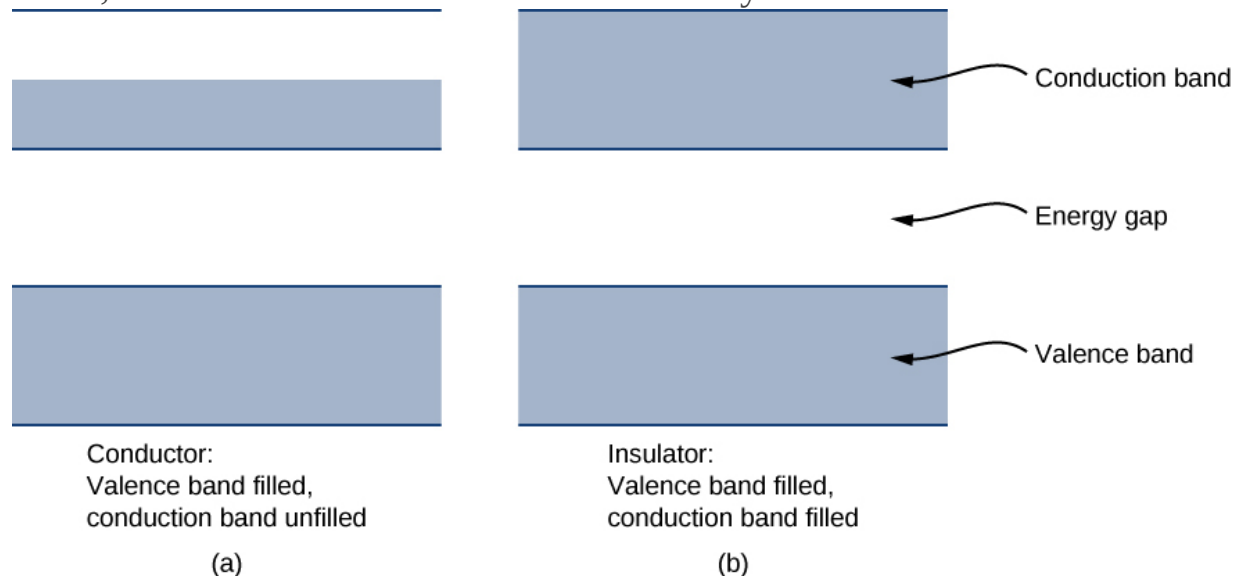 Conduction band
Energy gap
Valence band
Conductor:
Valence band filled,
conduction band unfilled
(a)
Insulator:
Valence band filled,
conduction band filled
(b)